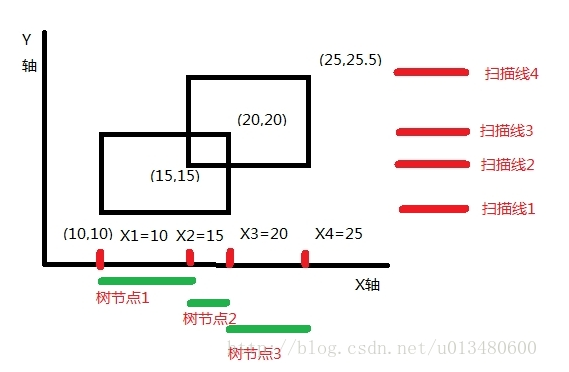 Y
轴
(25,25.5)
扫描线4
(20,20)
扫描线3
扫描线2
(15,15)
扫描线1
(10,10)
X1=10
X2=15
X3=20
X4=25
X轴
树节点1
树节点2
树节点3
http://blog.csdn.net/u013480600